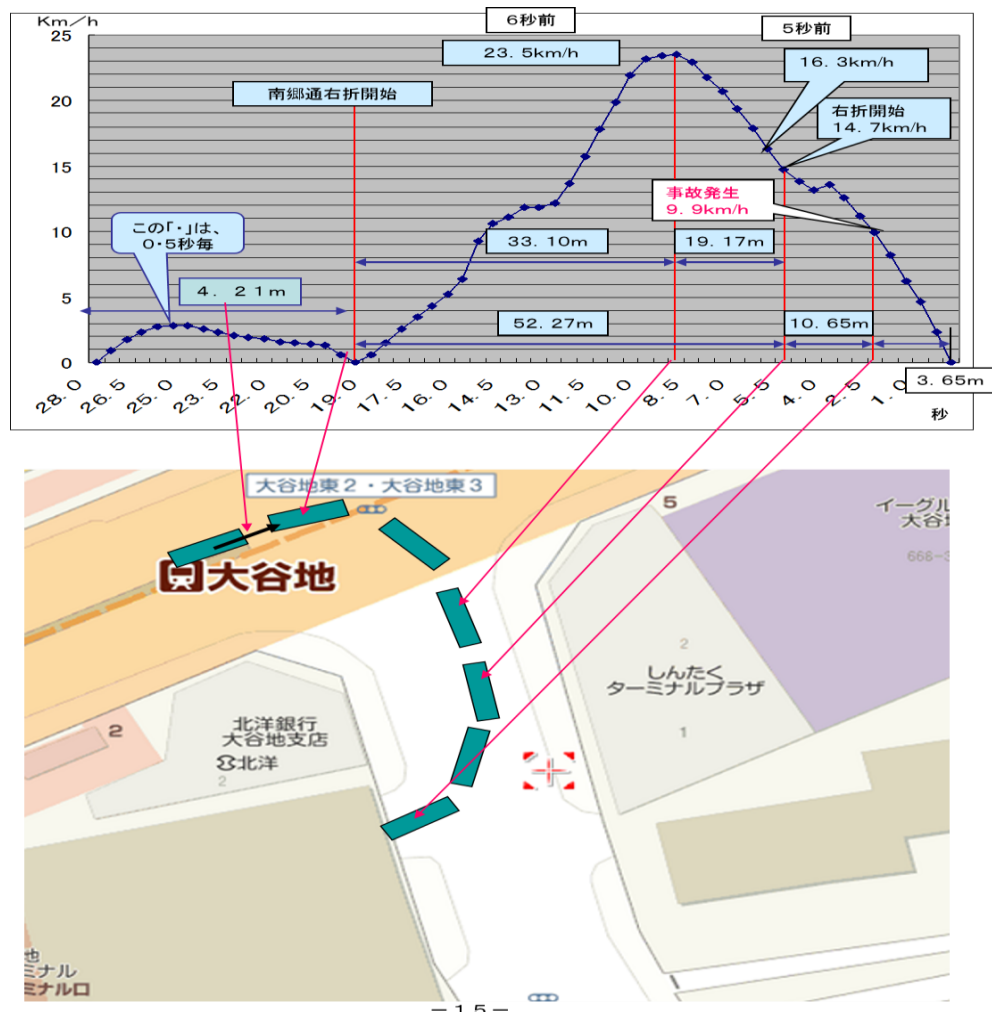 Km/h
6秒前
5秒前
25
20
15
10
5
0
23. 5km/h
16. 3km/h
南郷通右折開始
右折開始
14. 7km/h
事故発生
9. 9km/h
この「・」は、
0・5秒毎
33. 10m
19. 17m
4. 21m
52. 27m
10. 65m
3. 65m
28. 0
26. 5
25. 0
23. 5
22. 0
20. 5
19. 0
17. 5
16. 0
14. 5
13. 0
11. 5
10. 0
8. 5
7. 0
5. 5
4. 0
2. 5
1. 0
秒
大谷地東2・大谷地東3
5
イーグル
大谷地
668-3
大谷地
2
しんたく
ターミナルプラザ
1
2
北洋銀行
大谷地支店
北洋
2
地
ミナル
ミナル口
－15－